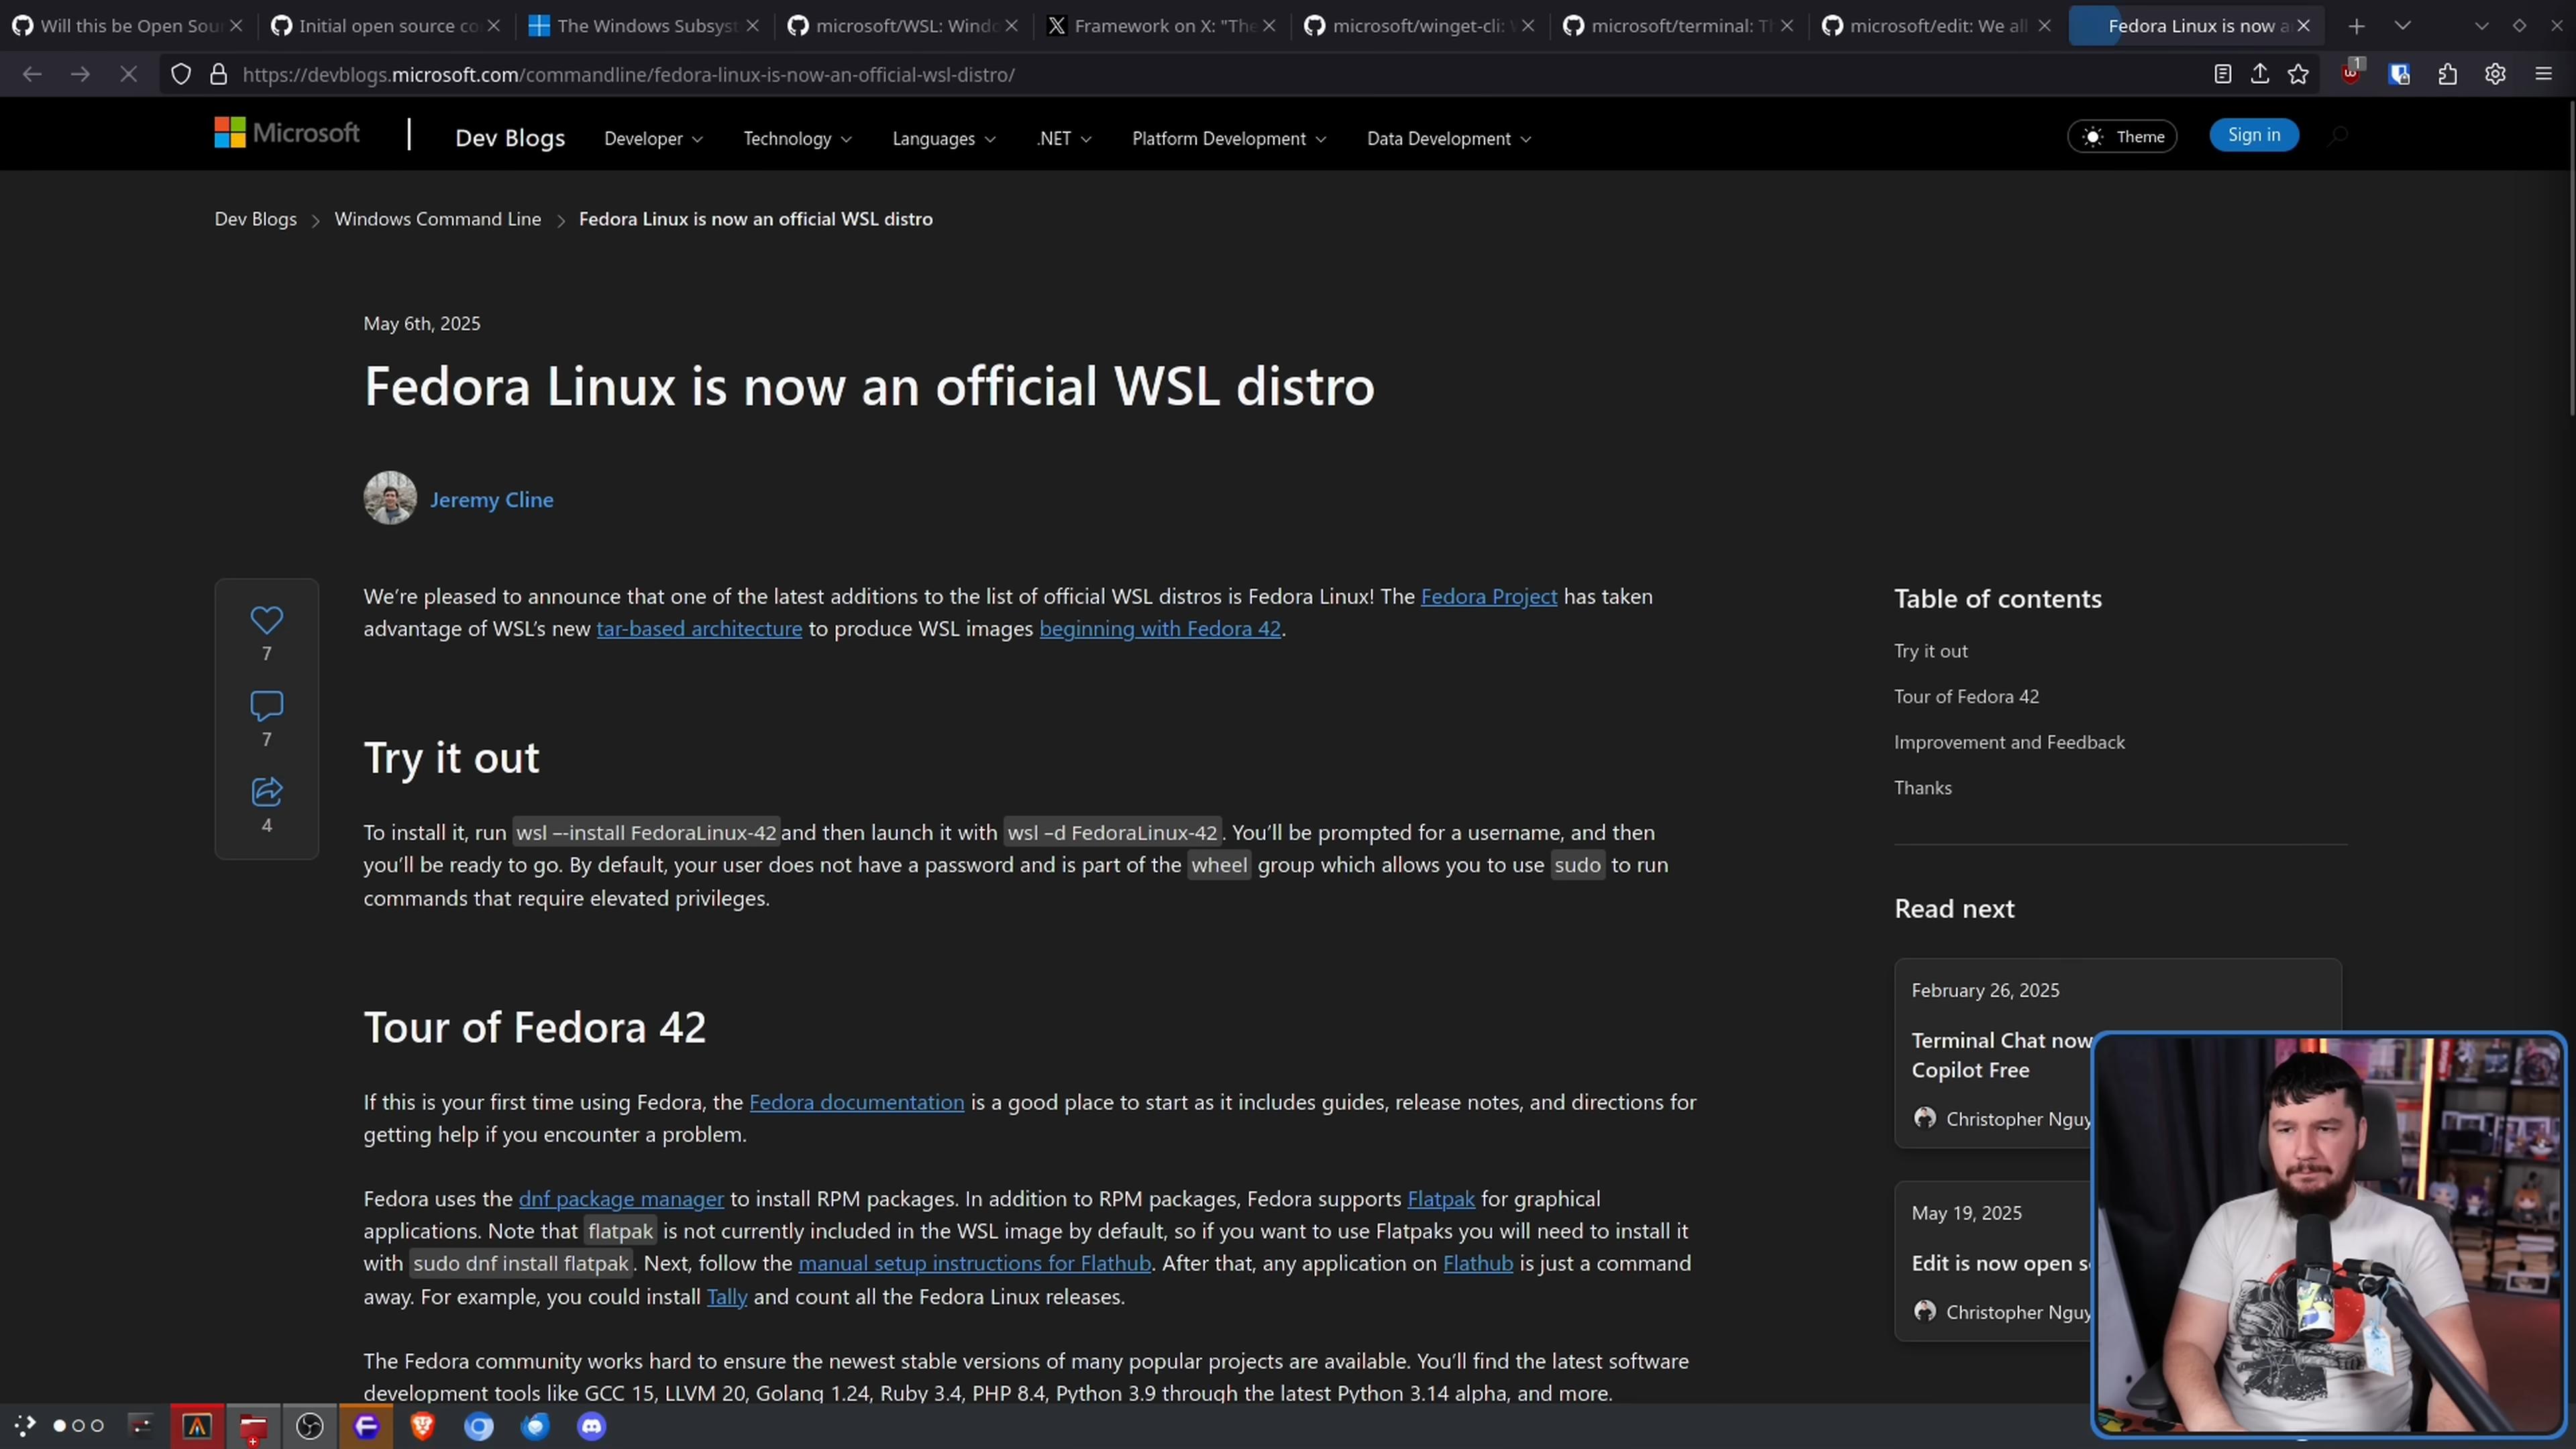 Will this be Open Sou
Initial open source co
The Windows Subsyst
microsoft/WSL: Windo
Framework on X: "The
microsoft/winget-cli: W
microsoft/terminal: Th
microsoft/edit: We all
Fedora Linux is now a
https://devblogs.microsoft.com/commandline/fedora-linux-is-now-an-official-wsl-distro/
1
Microsoft
Dev Blogs
Developer
Technology
Languages
.NET
Platform Development
Data Development
Theme
Sign in
Dev Blogs
Windows Command Line
Fedora Linux is now an official WSL distro
May 6th, 2025
Fedora Linux is now an official WSL distro
Jeremy Cline
7
7
4
We're pleased to announce that one of the latest additions to the list of official WSL distros is Fedora Linux! The Fedora Project has taken
advantage of WSL's new tar-based architecture to produce WSL images beginning with Fedora 42.
Try it out
To install it, run wsl –-install FedoraLinux-42and then launch it with wsl –d FedoraLinux-42. You'll be prompted for a username, and then
you'll be ready to go. By default, your user does not have a password and is part of the wheel group which allows you to use sudo to run
commands that require elevated privileges.
Tour of Fedora 42
If this is your first time using Fedora, the Fedora documentation is a good place to start as it includes guides, release notes, and directions for
getting help if you encounter a problem.
Fedora uses the dnf package manager to install RPM packages. In addition to RPM packages, Fedora supports Flatpak for graphical
applications. Note that flatpak is not currently included in the WSL image by default, so if you want to use Flatpaks you will need to install it
with sudo dnf install flatpak. Next, follow the manual setup instructions for Flathub. After that, any application on Flathub is just a command
away. For example, you could install Tally and count all the Fedora Linux releases.
The Fedora community works hard to ensure the newest stable versions of many popular projects are available. You'll find the latest software
development tools like GCC 15, LLVM 20, Golang 1.24, Ruby 3.4, PHP 8.4, Python 3.9 through the latest Python 3.14 alpha, and more.
Table of contents
Try it out
Tour of Fedora 42
Improvement and Feedback
Thanks
Read next
February 26, 2025
Terminal Chat now
Copilot Free
Christopher Nguy
May 19, 2025
Edit is now open s
Christopher Nguy